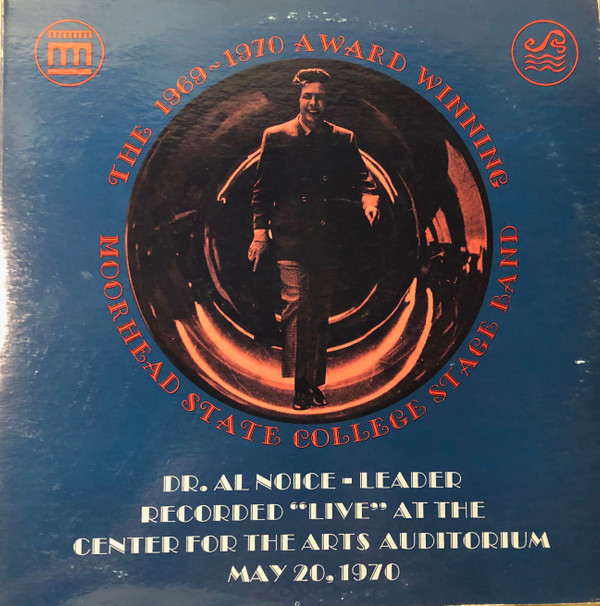 THE 1969~1970 AWARD WINNING
MOORHEAD STATE COLLEGE STAGE BAND
DR. AL NOICE - LEADER
RECORDED "LIVE" AT THE
CENTER FOR THE ARTS AUDITORIUM
MAY 20, 1970